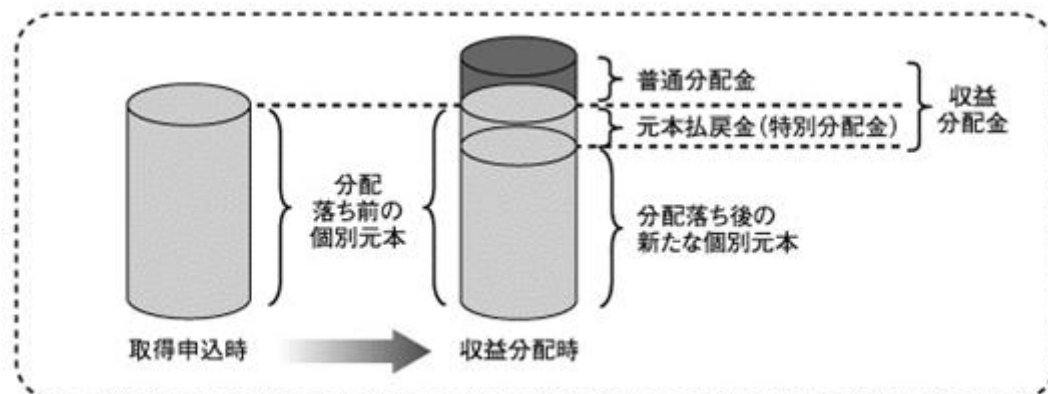 普通分配金
収益
分配金
元本払戻金(特別分配金)
分配
落ち前の
個別元本
分配落ち後の
新たな個別元本
取得申込時
収益分配時